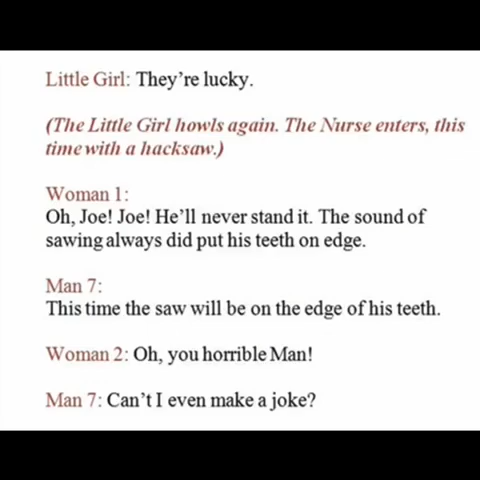 Little Girl: They're lucky.
(The Little Girl howls again. The Nurse enters, this
time with a hacksaw.)
Woman 1:
Oh, Joe! Joe! He'll never stand it. The sound of
sawing always did put his teeth on edge.
Man 7:
This time the saw will be on the edge of his teeth.
Woman 2: Oh, you horrible Man!
Man 7: Can't I even make a joke?